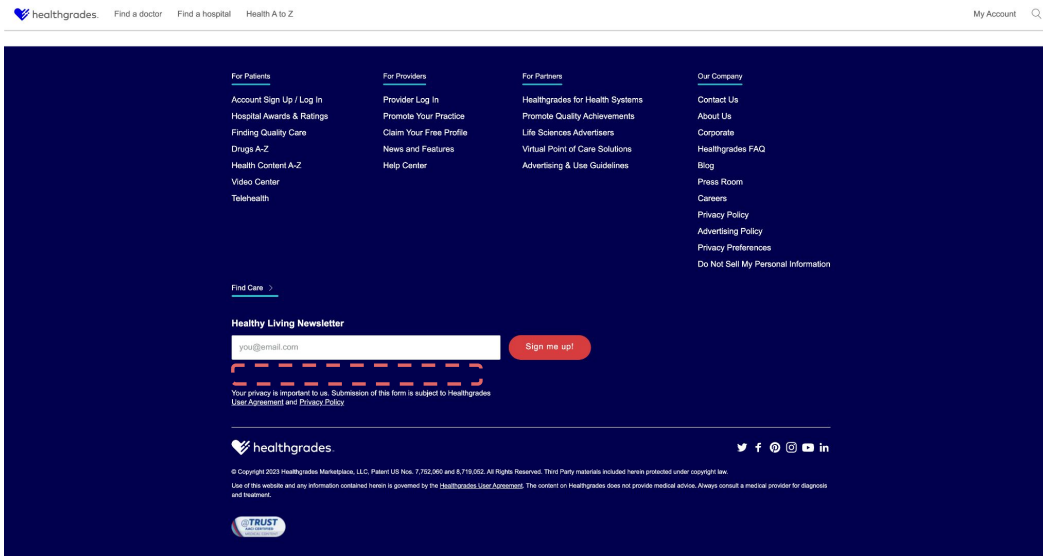 healthgrades.
Find a doctor
Find a hospital
Health A to Z
My Account
For Patients
Account Sign Up / Log In
Hospital Awards & Ratings
Finding Quality Care
Drugs A-Z
Health Content A-Z
Video Center
Telehealth
For Providers
Provider Log In
Promote Your Practice
Claim Your Free Profile
News and Features
Help Center
For Partners
Healthgrades for Health Systems
Promote Quality Achievements
Life Sciences Advertisers
Virtual Point of Care Solutions
Advertising & Use Guidelines
Our Company
Contact Us
About Us
Corporate
Healthgrades FAQ
Blog
Press Room
Careers
Privacy Policy
Advertising Policy
Privacy Preferences
Do Not Sell My Personal Information
Find Care >
Healthy Living Newsletter
you@email.com
Sign me up!
Your privacy is important to us. Submission of this form is subject to Healthgrades
User Agreement and Privacy Policy
healthgrades.
© Copyright 2023 Healthgrades Marketplace, LLC, Patent US Nos. 7,752,060 and 8,719,052. All Rights Reserved. Third Party materials included herein protected under copyright law.
Use of this website and any information contained herein is governed by the Healthgrades User Agreement. The content on Healthgrades does not provide medical advice. Always consult a medical provider for diagnosis
and treatment.
@TRUST